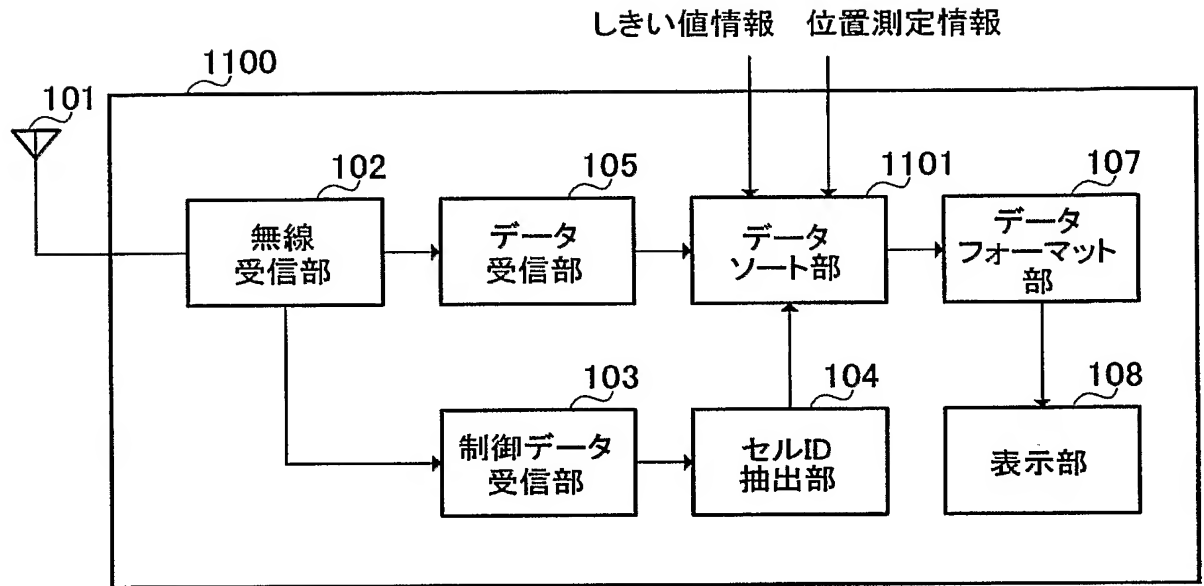 しきい値情報 位置測定情報
1100
101
102
無線
受信部
105
データ
受信部
1101
データ
ソート部
107
データ
フォーマット
部
103
制御データ
受信部
104
セルID
抽出部
108
表示部